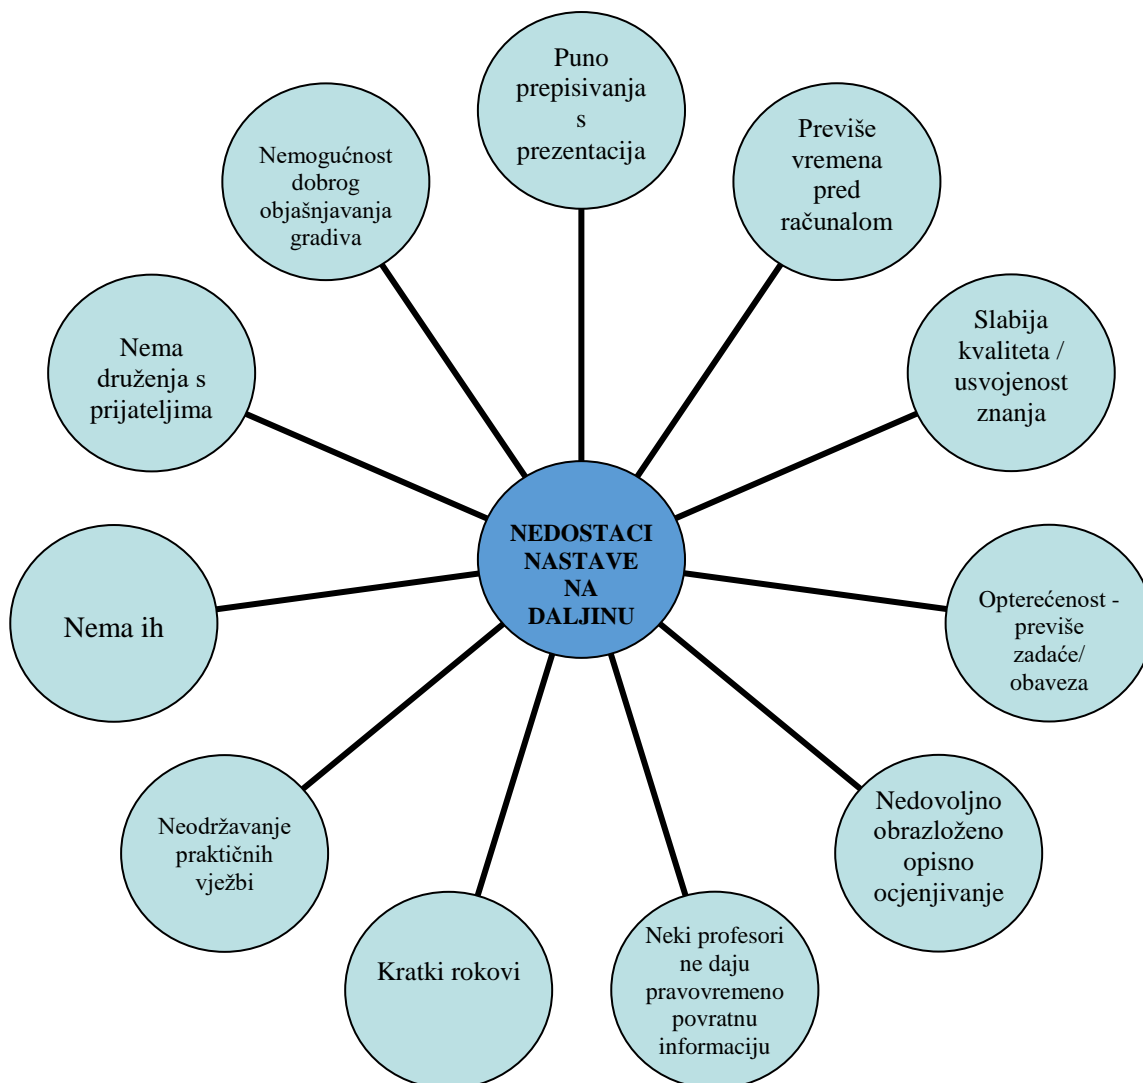 Puno
prepisivanja
s
prezentacija
Previše
vremena
pred
računalom
Slabija
kvaliteta /
usvojenost
znanja
Opterećenost -
previše
zadaće/
obaveza
Nedovoljno
obrazloženo
opisno
ocjenjivanje
Neki profesori
ne daju
pravovremeno
povratnu
informaciju
Kratki rokovi
Neodržavanje
praktičnih
vježbi
Nema ih
Nema
druženja s
prijateljima
Nemogućnost
dobrog
objašnjavanja
gradiva
NEDOSTACI
NASTAVE
NA
DALJINU